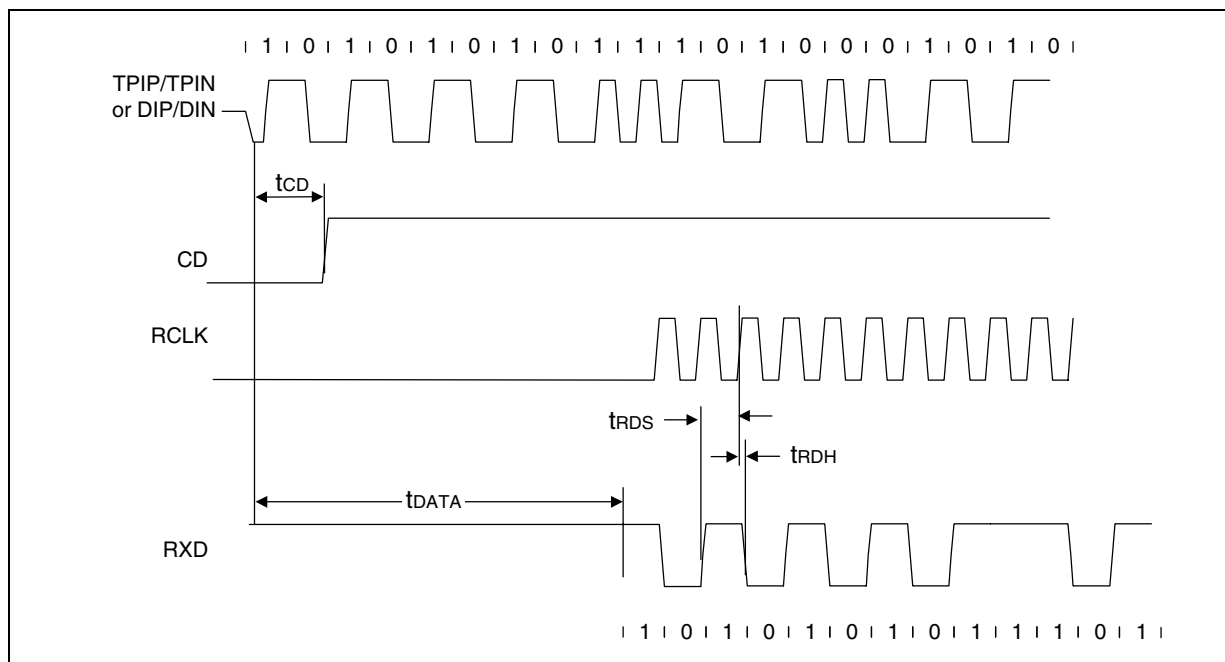 1 0 1 0 1 0 1 0 1 1 1 0 1 0 0 0 1 0 1 0
TPIP/TPIN
or DIP/DIN
tCD
CD
RCLK
tRDS
tRDH
tDATA
RXD
1 0 1 0 1 0 1 0 1 1 1 0 1